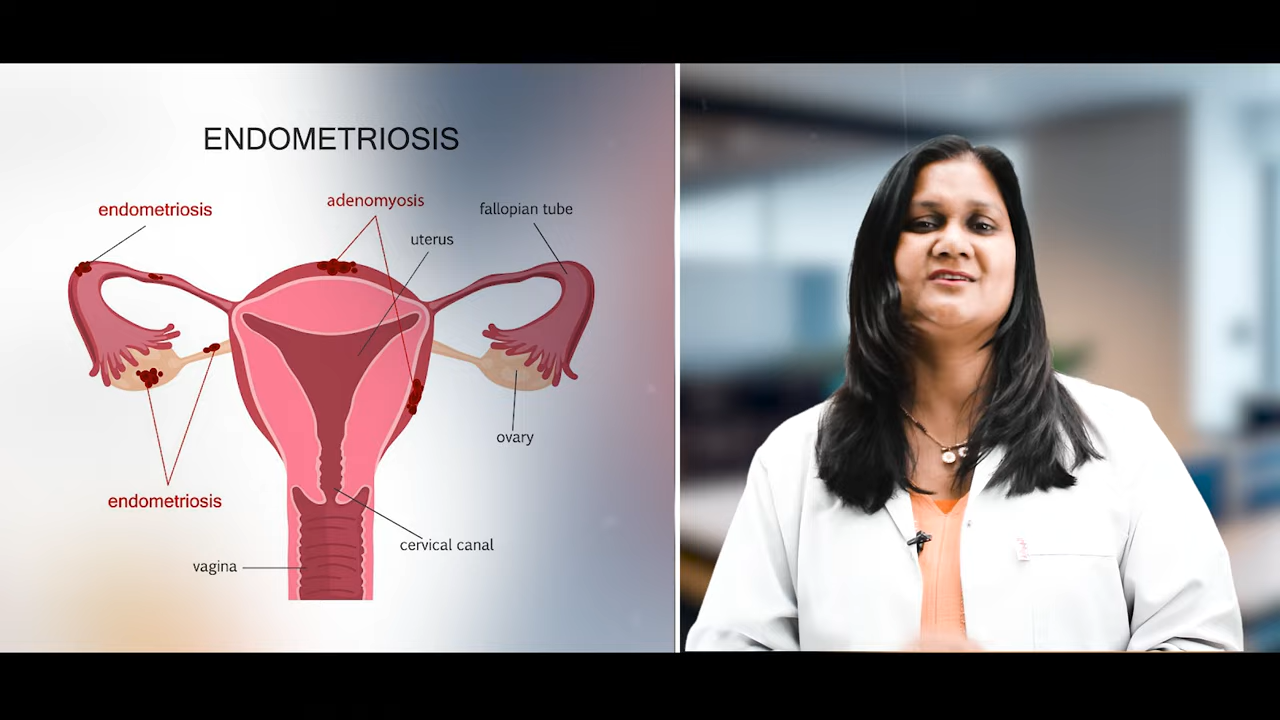 ENDOMETRIOSIS
adenomyosis
endometriosis
fallopian tube
uterus
ovary
endometriosis
cervical canal
vagina